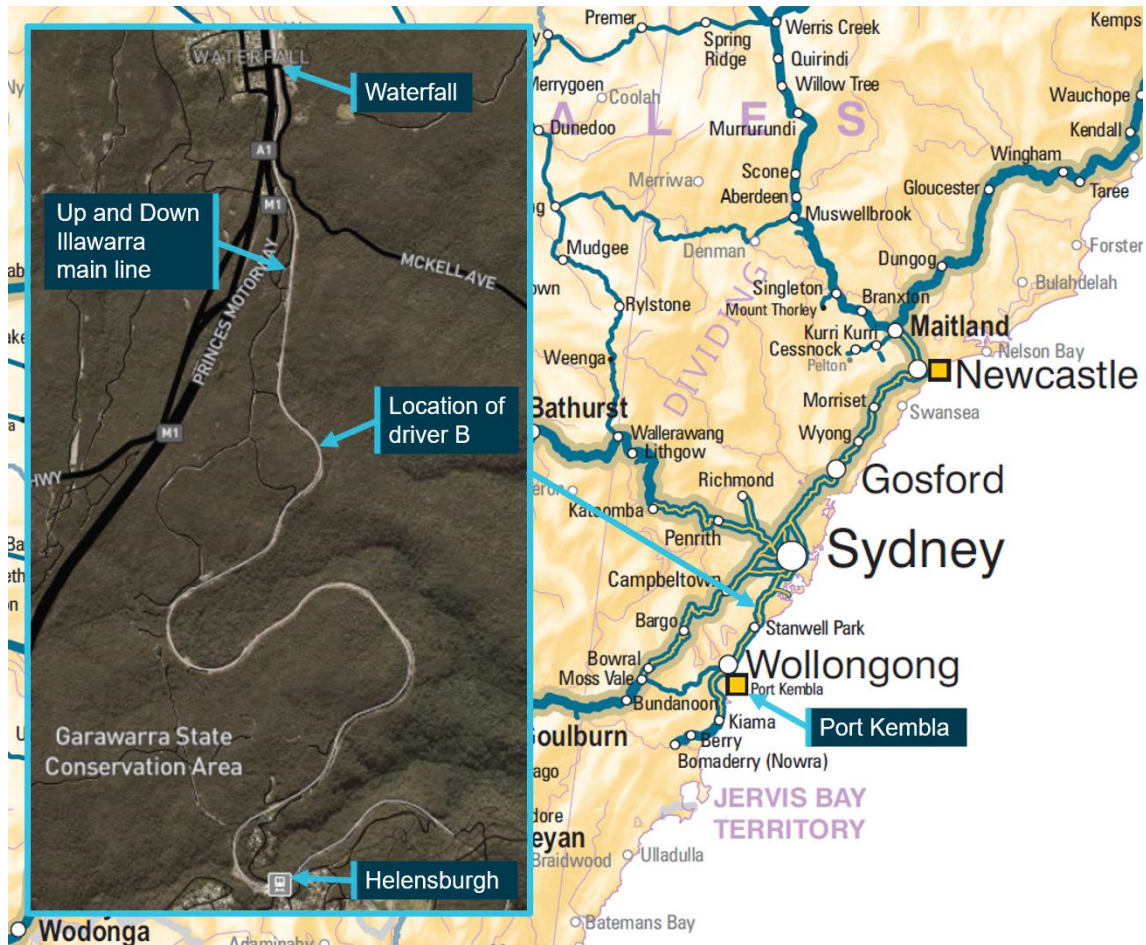 WATERFALL
Waterfall
A1
M1
Up and Down
Illawarra
main line
PRINCES MOTORWAY
MCKELL AVE
Location of
driver B
M1
HWY
Garawarra State
Conservation Area
Helensburgh
Premer
Spring
Ridge
Werris Creek
Quirindi
Willow Tree
Merrygoen
Coolah
Dunedoo
A L E S
Murrurundi
Wauchope
Kendall
Wingham
Taree
Gloucester
Scone
Merriwa
Aberdeen
Muswellbrook
Denman
Forster
Mudgee
Dungog
Bulahdelah
Singleton
Branxton
Mount Thorley
Rylstone
DIVIDING
Kurri Kurri
Maitland
Cessnock
Pelton
Nelson Bay
Weenga
Newcastle
Morriset
Swansea
Bathurst
Wallerawang
Lithgow
Wyong
Richmond
Gosford
Katoomba
Penrith
Sydney
Campbeltown
Bargo
Stanwell Park
Bowral
Moss Vale
Wollongong
Port Kembla
Bundanoon
Port Kembla
Kiama
Goulburn
Berry
Bomaderry (Nowra)
JERVIS BAY
TERRITORY
Braidwood
Ulladulla
Batemans Bay
Wodonga
Adaminaby